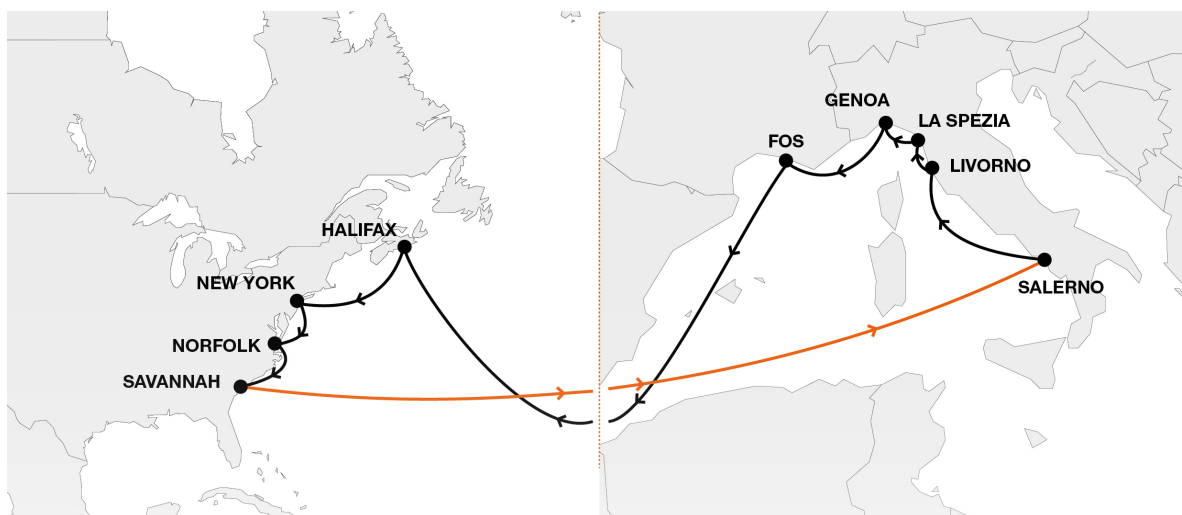 GENOA
LA SPEZIA
FOS
LIVORNO
HALIFAX
NEW YORK
SALERNO
NORFOLK
SAVANNAH